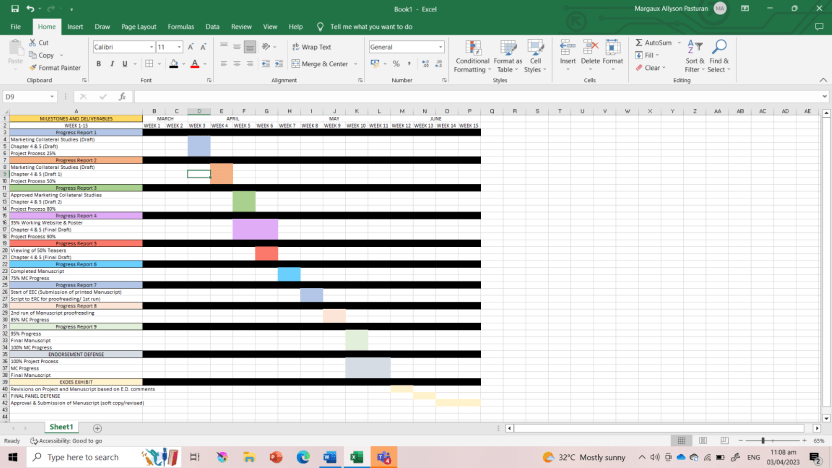 Book1 - Excel
Margaux Allyson Pasturan
MA
File Home Insert Draw Page Layout Formulas Data Review View Help Tell me what you want to do
Paste
Cut
Copy
Format Painter
Clipboard
Calibri 11
B I U
Font
Wrap Text
Merge & Center
Alignment
General
Number
Conditional Formatting
Format as Table
Cell Styles
Styles
Insert Delete Format
Cells
AutoSum
Fill
Clear
Sort & Filter
Find & Select
Editing
D9
fx
A B C D E F G H I J K L M N O P Q R S T U V W X Y Z AA AB AC AD AE
1 MILESTONES AND DELIVERABLES MARCH APRIL MAY JUNE
2 WEEK 1-15 WEEK 1 WEEK 2 WEEK 3 WEEK 4 WEEK 5 WEEK 6 WEEK 7 WEEK 8 WEEK 9 WEEK 10 WEEK 11 WEEK 12 WEEK 13 WEEK 14 WEEK 15
3 Progress Report 1
4 Marketing Collateral Studies (Draft)
5 Chapter 4 & 5 (Draft)
6 Project Process 25%
7 Progress Report 2
8 Marketing Collateral Studies (Draft)
9 Chapter 4 & 5 (Draft 1)
10 Project Process 50%
11 Progress Report 3
12 Approved Marketing Collateral Studies
13 Chapter 4 & 5 (Draft 2)
14 Project Process 80%
15 Progress Report 4
16 95% Working Website & Poster
17 Chapter 4 & 5 (Final Draft)
18 Project Process 90%
19 Progress Report 5
20 Viewing of 50% Teasers
21 Chapter 4 & 5 (Final Draft)
22 Progress Report 6
23 Completed Manuscript
24 75% MC Progress
25 Progress Report 7
26 Start of EEC (Submission of printed Manuscript)
27 Script to ERC for proofreading/ 1st run)
28 Progress Report 8
29 2nd run of Manuscript proofreading
30 85% MC Progress
31 Progress Report 9
32 95% Progress
33 Final Manuscript
34 100% MC Progress
35 ENDORSEMENT DEFENSE
36 100% Project Process
37 MC Progress
38 Final Manuscript
39 EXDES EXHIBIT
40 Revisions on Project and Manuscript based on E.D. comments
41 FINAL PANEL DEFENSE
42 Approval & Submission of Manuscript (soft copy/revised)
43
44
Sheet1
Ready Accessibility: Good to go 65%
Type here to search
32°C Mostly sunny
ENG
11:08 am
03/04/2023
2